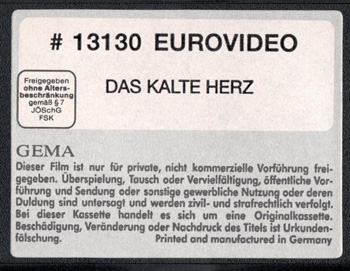 # 13130 EUROVIDEO
DAS KALTE HERZ
Freigegeben
ohne Alters-
beschränkung
gemäß § 7
JÖSchG
FSK
GEMA
Dieser Film ist nur für private, nicht kommerzielle Vorführung frei-
gegeben. Überspielung, Tausch oder Vervielfältigung, öffentliche Vor-
führung und Sendung oder sonstige gewerbliche Nutzung oder deren
Duldung sind untersagt und werden zivil- und strafrechtlich verfolgt.
Bei dieser Kassette handelt es sich um eine Originalkassette.
Beschädigung, Veränderung oder Nachdruck des Titels ist Urkunden-
fälschung. Printed and manufactured in Germany